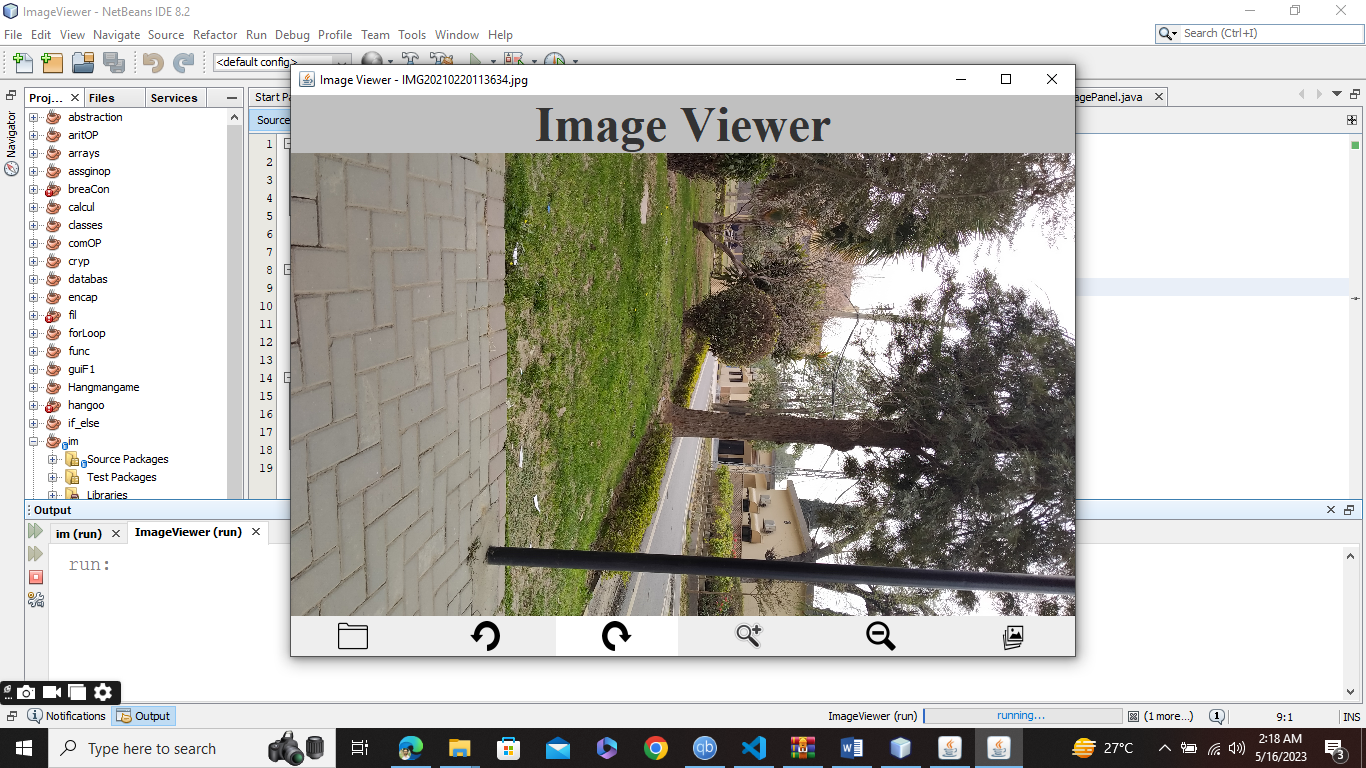 ImageViewer - NetBeans IDE 8.2
File Edit View Navigate Source Refactor Run Debug Profile Team Tools Window Help
Search (Ctrl+I)
<default config>
Image Viewer - IMG20210220113634.jpg
Proj... Files Services
Start Pa
agePanel.java
Navigator
Source
Image Viewer
abstraction
aritOP
arrays
assginop
breaCon
calcul
classes
comOP
cryp
databas
encap
fil
forLoop
func
guiF1
Hangmangame
hangoo
if_else
im
Source Packages
Test Packages
Libraries
1
2
3
4
5
6
7
8
9
10
11
12
13
14
15
16
17
18
19
Output
im (run) ImageViewer (run)
run:
Notifications Output
ImageViewer (run) running... (1 more...) 1 9:1 INS
Type here to search
27°C
2:18 AM
5/16/2023
3